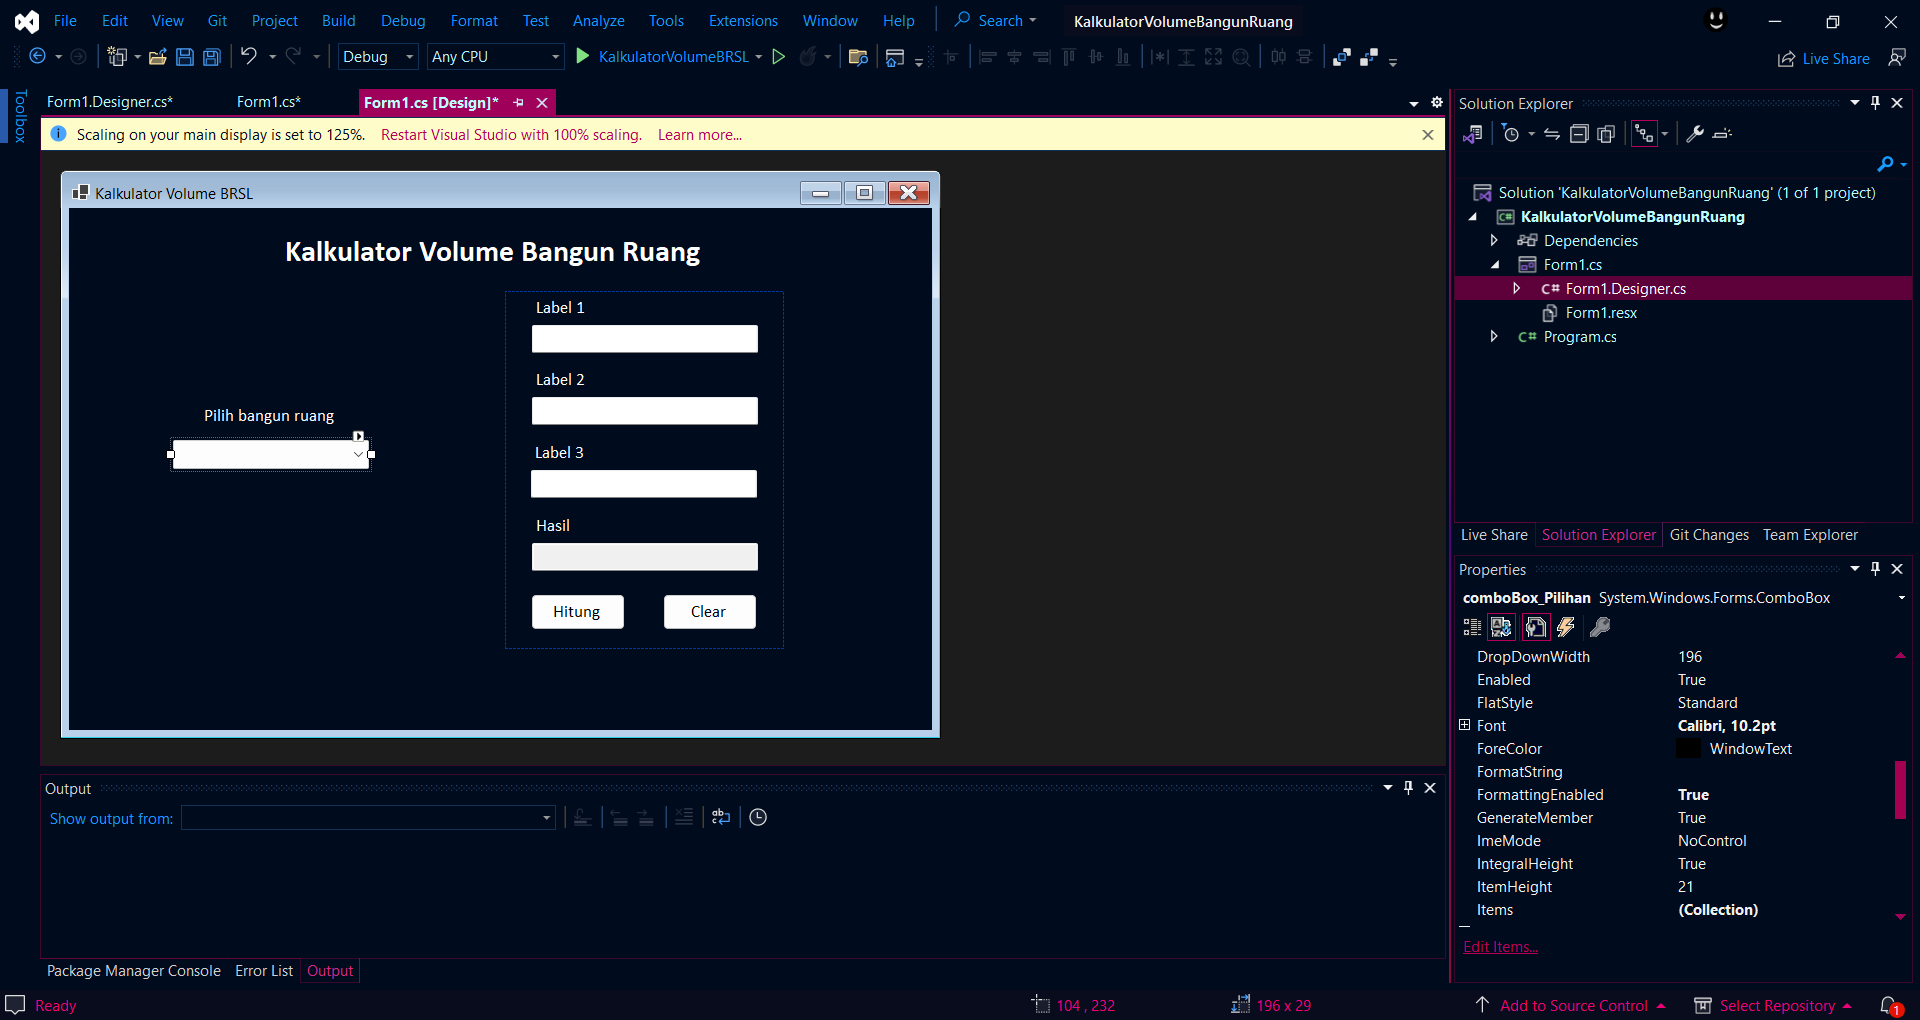 File Edit View Git Project Build Debug Format Test Analyze Tools Extensions Window Help Search KalkulatorVolumeBangunRuang
Debug Any CPU KalkulatorVolumeBRSL Live Share
Toolbox
Form1.Designer.cs* Form1.cs* Form1.cs [Design]*
Scaling on your main display is set to 125%. Restart Visual Studio with 100% scaling. Learn more...
Kalkulator Volume BRSL
Kalkulator Volume Bangun Ruang
Label 1
Label 2
Pilih bangun ruang
Label 3
Hasil
Hitung Clear
Output
Show output from:
Package Manager Console Error List Output
Solution Explorer
Solution 'KalkulatorVolumeBangunRuang' (1 of 1 project)
C# KalkulatorVolumeBangunRuang
Dependencies
Form1.cs
C# Form1.Designer.cs
Form1.resx
C# Program.cs
Live Share Solution Explorer Git Changes Team Explorer
Properties
comboBox_Pilihan System.Windows.Forms.ComboBox
DropDownWidth 196
Enabled True
FlatStyle Standard
Font Calibri, 10.2pt
ForeColor WindowText
FormatString
FormattingEnabled True
GenerateMember True
ImeMode NoControl
IntegralHeight True
ItemHeight 21
Items (Collection)
Edit Items...
Ready 104 , 232 196 x 29 Add to Source Control Select Repository 1